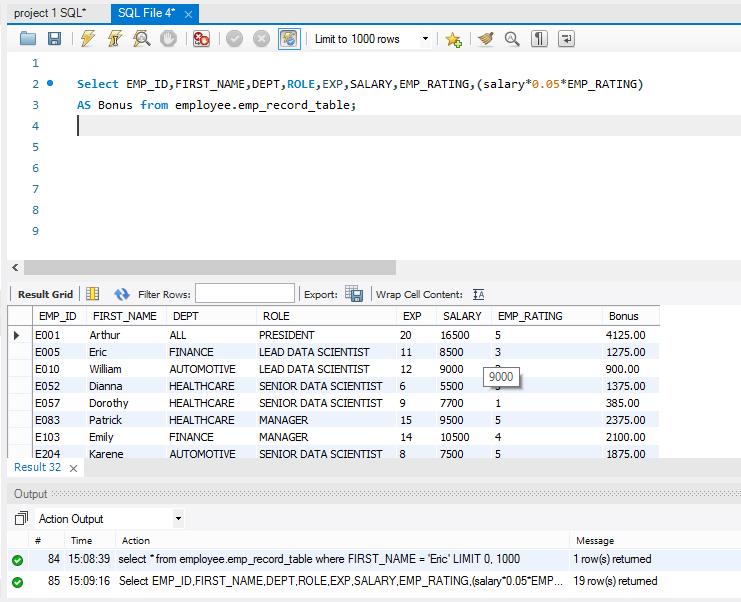 project 1 SQL*
SQL File 4*
Limit to 1000 rows
1
2 Select EMP_ID,FIRST_NAME,DEPT,ROLE,EXP,SALARY,EMP_RATING,(salary*0.05*EMP_RATING)
3 AS Bonus from employee.emp_record_table;
4
5
6
7
8
9
Result Grid Filter Rows: Export: Wrap Cell Content:
EMP_ID FIRST_NAME DEPT ROLE EXP SALARY EMP_RATING Bonus
E001 Arthur ALL PRESIDENT 20 16500 5 4125.00
E005 Eric FINANCE LEAD DATA SCIENTIST 11 8500 3 1275.00
E010 William AUTOMOTIVE LEAD DATA SCIENTIST 12 9000 900.00
9000
E052 Dianna HEALTHCARE SENIOR DATA SCIENTIST 6 5500 1375.00
E057 Dorothy HEALTHCARE SENIOR DATA SCIENTIST 9 7700 1 385.00
E083 Patrick HEALTHCARE MANAGER 15 9500 5 2375.00
E103 Emily FINANCE MANAGER 14 10500 4 2100.00
E204 Karene AUTOMOTIVE SENIOR DATA SCIENTIST 8 7500 5 1875.00
Result 32
Output
Action Output
# Time Action Message
84 15:08:39 select * from employee.emp_record_table where FIRST_NAME = 'Eric' LIMIT 0, 1000 1 row(s) returned
85 15:09:16 Select EMP_ID,FIRST_NAME,DEPT,ROLE,EXP,SALARY,EMP_RATING,(salary*0.05*EMP... 19 row(s) returned